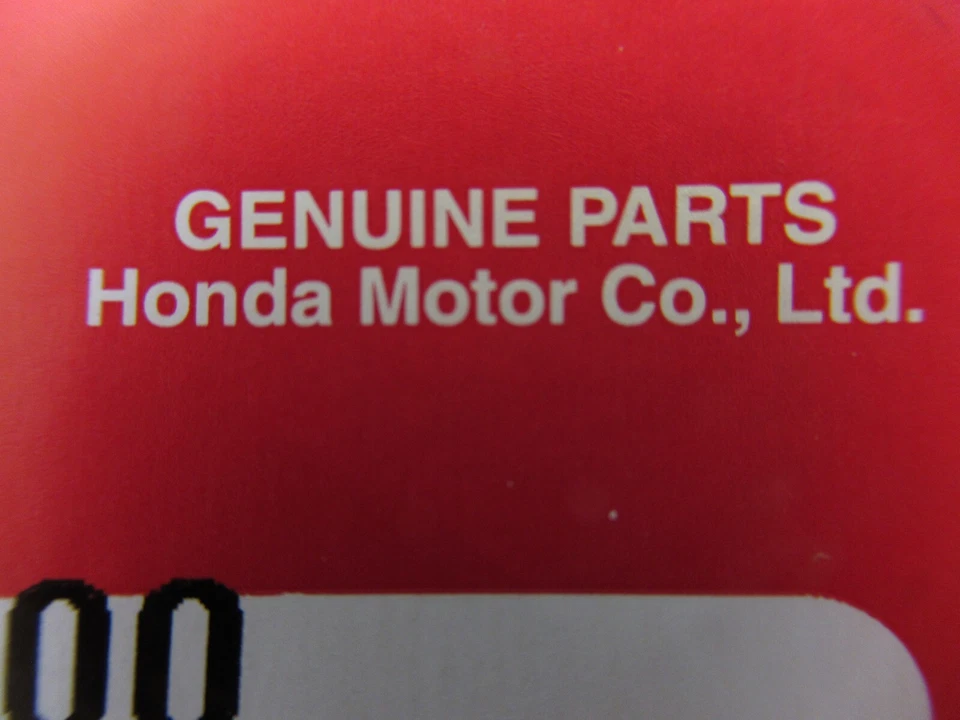 GENUINE PARTS
Honda Motor Co., Ltd.
00